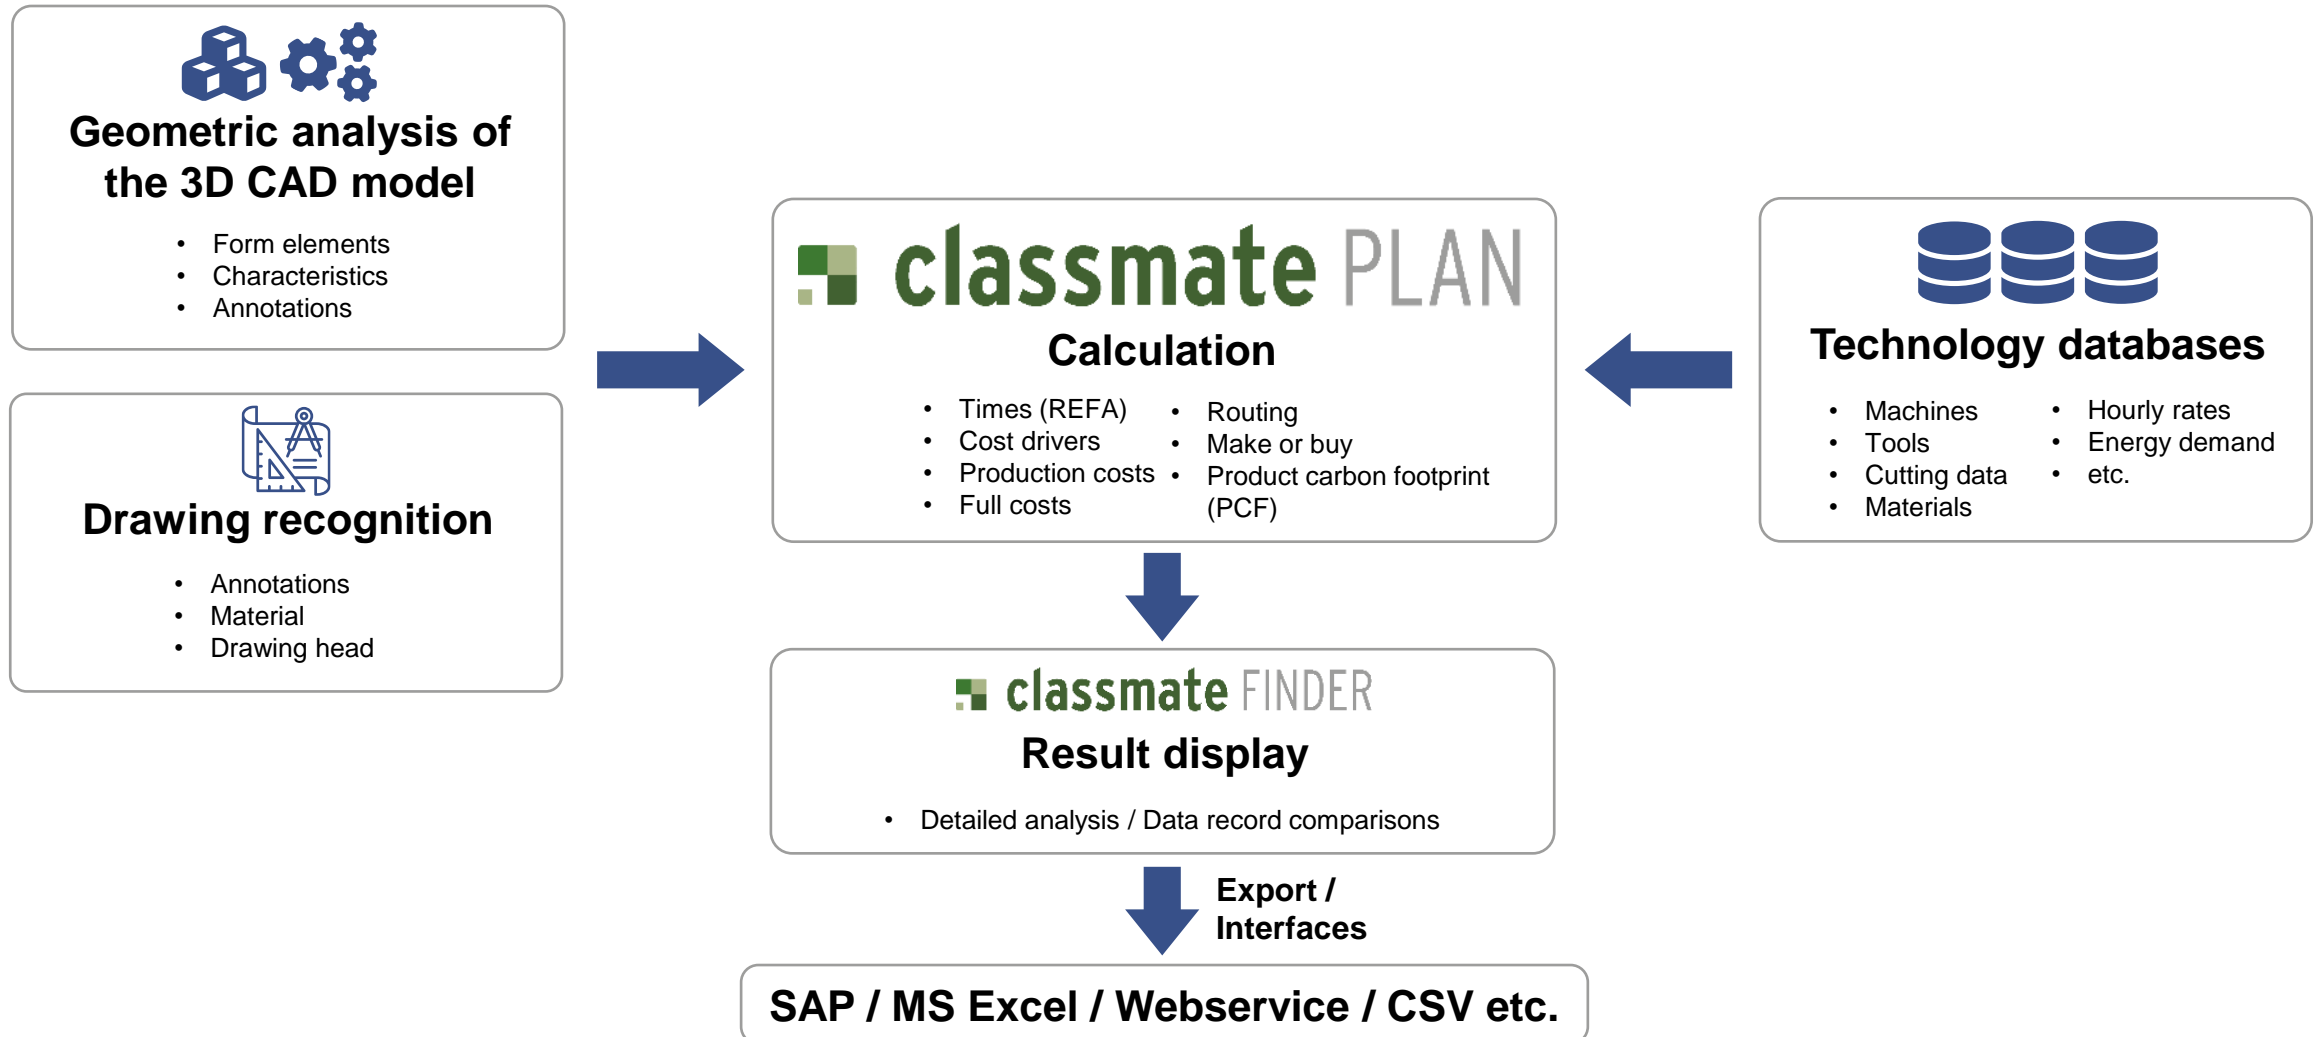 Geometric analysis of
the 3D CAD model
• Form elements
• Characteristics
• Annotations
Drawing recognition
• Annotations
• Material
• Drawing head
classmate PLAN
Calculation
• Times (REFA)
• Cost drivers
• Production costs
• Full costs
• Routing
• Make or buy
• Product carbon footprint
(PCF)
Technology databases
• Machines
• Tools
• Cutting data
• Materials
• Hourly rates
• Energy demand
• etc.
classmate FINDER
Result display
• Detailed analysis / Data record comparisons
Export /
Interfaces
SAP / MS Excel / Webservice / CSV etc.